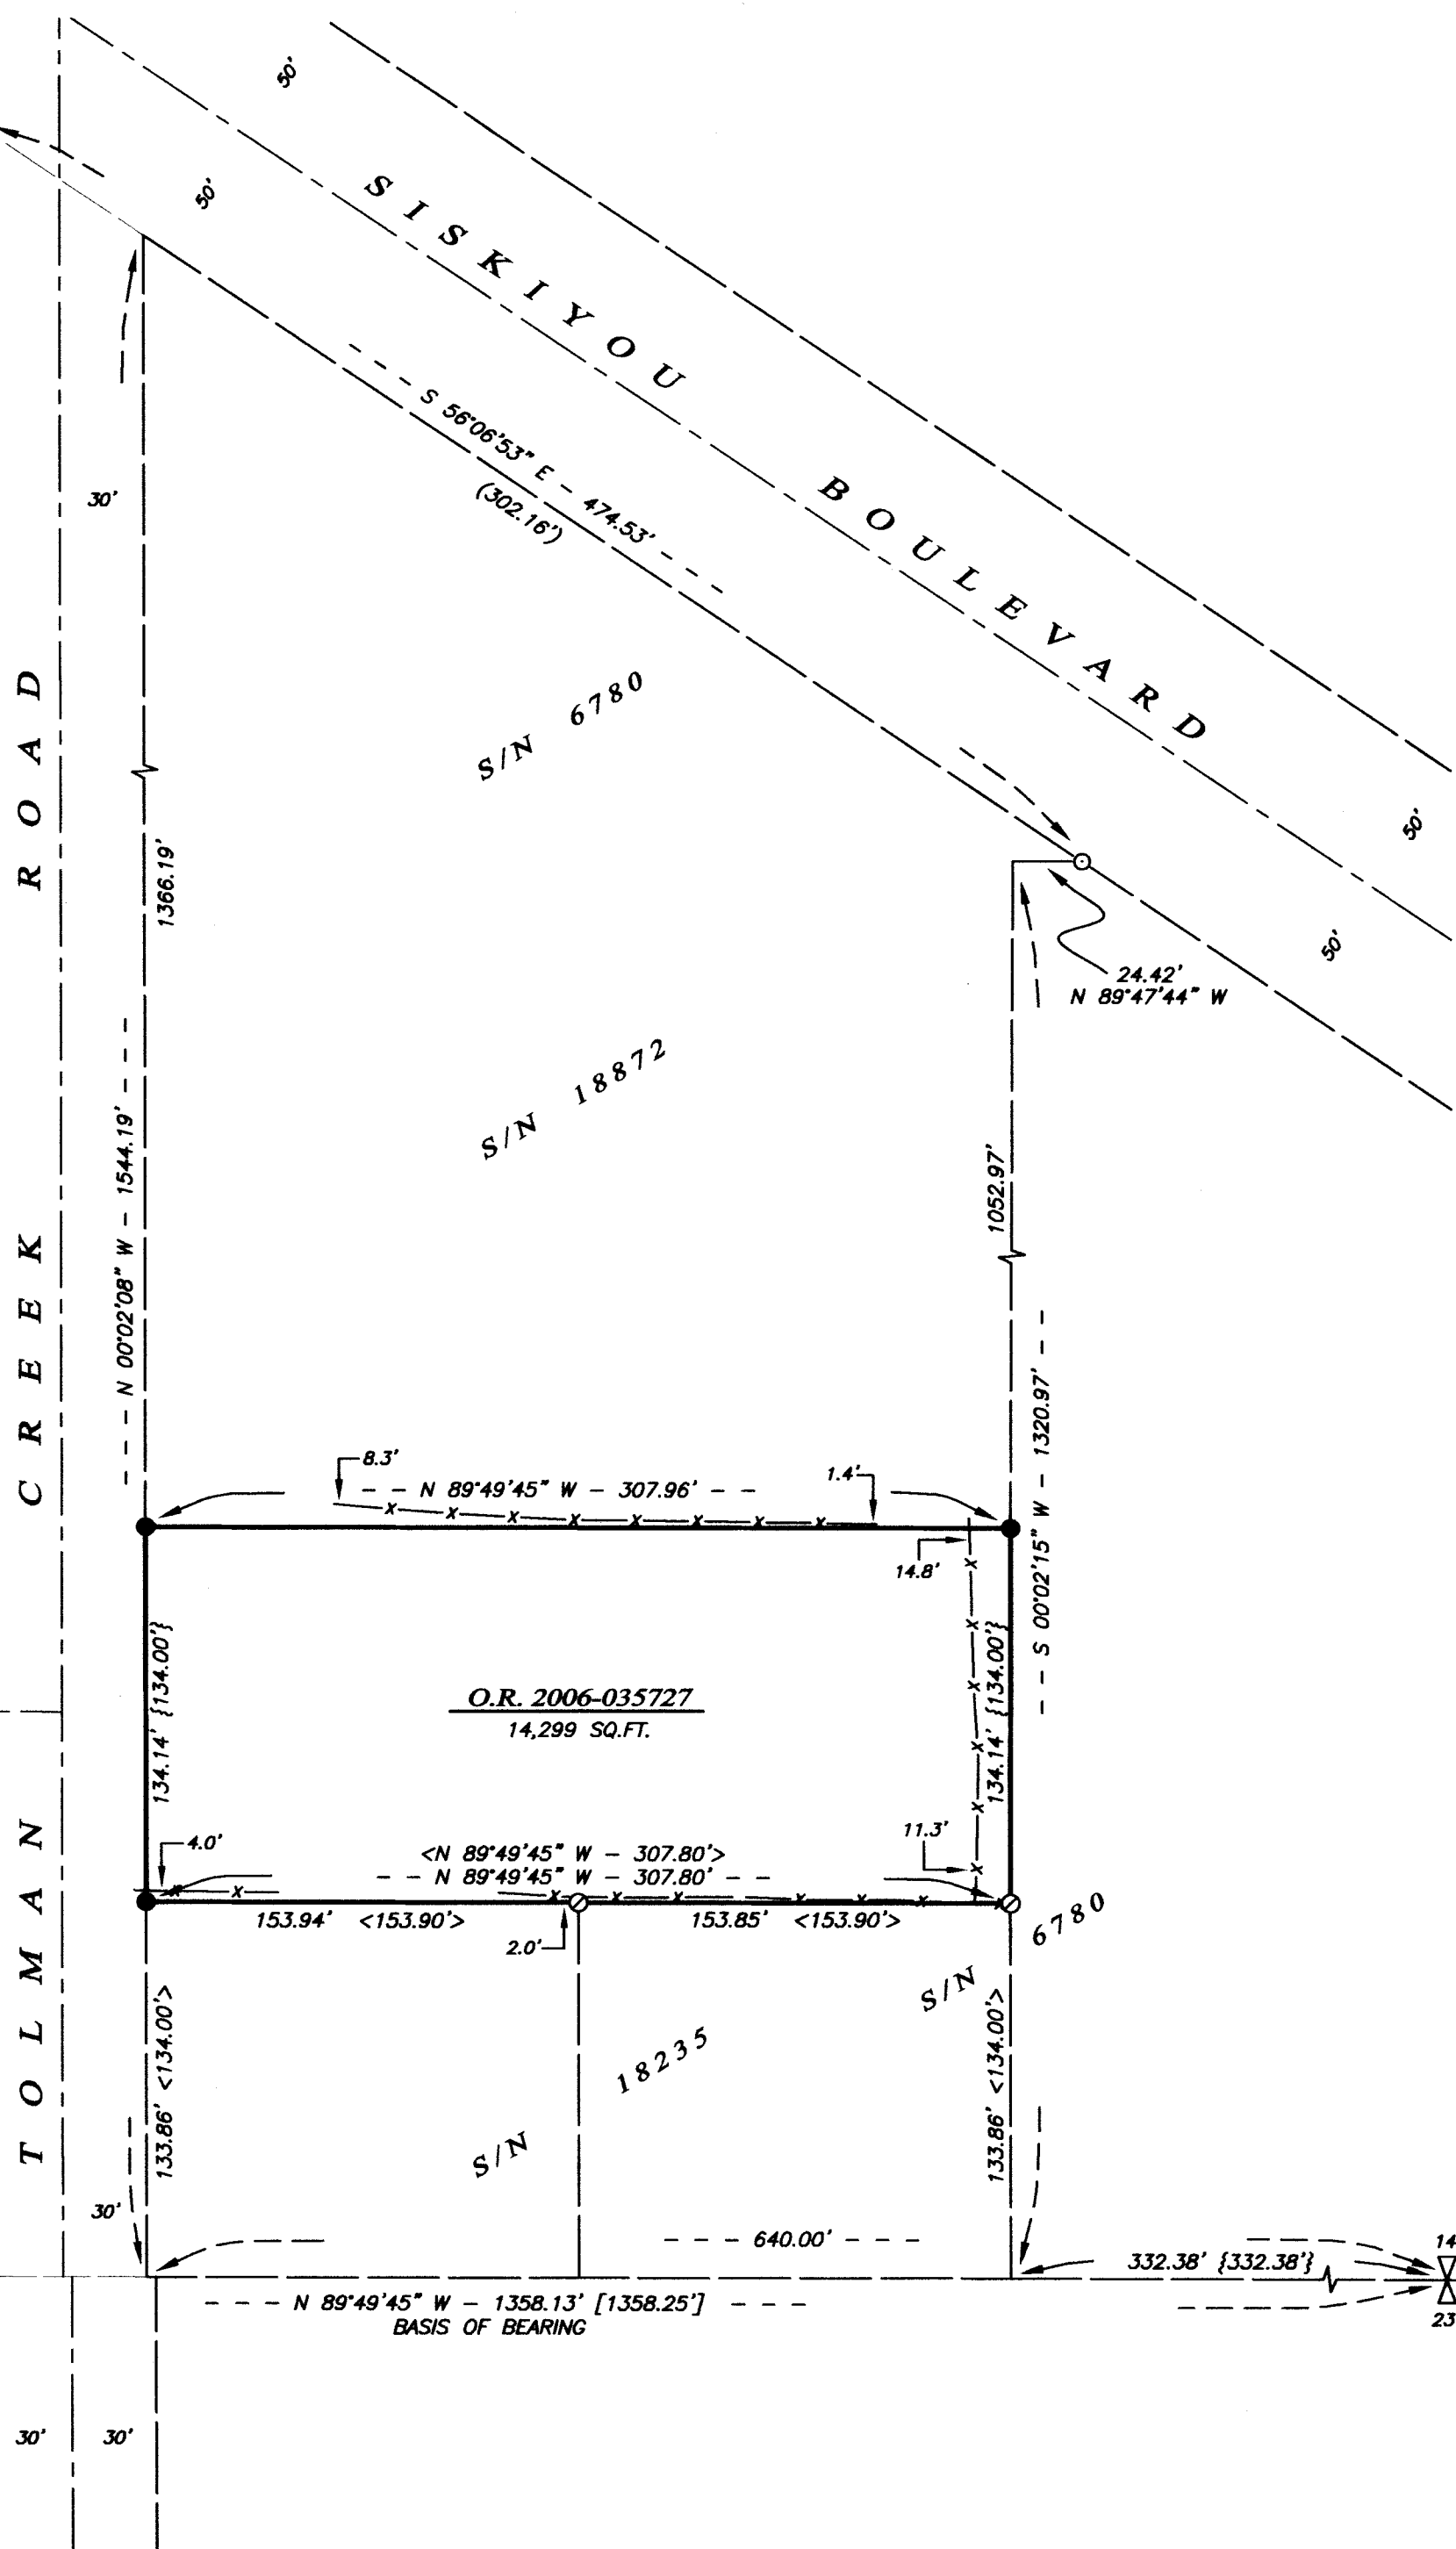 50'
50'
SISKIYOU BOULEVARD
S 56°06'53" E - 474.53'
(302.16')
30'
S/N 6780
TOLMAN CREEK ROAD
1366.19'
50'
50'
24.42'
N 89°47'44" W
S/N 18872
N 00°02'08" W - 1544.19'
1052.97'
S 00°02'15" W - 1320.97'
8.3'
N 89°49'45" W - 307.96'
1.4'
14.8'
134.14' {134.00'}
134.14' {134.00'}
O.R. 2006-035727
14,299 SQ.FT.
4.0'
11.3'
<N 89°49'45" W - 307.80'>
N 89°49'45" W - 307.80'
153.94' <153.90'>
153.85' <153.90'>
2.0'
S/N 6780
133.86' <134.00'>
133.86' <134.00'>
S/N 18235
30'
640.00'
332.38' {332.38'}
14
23
N 89°49'45" W - 1358.13' [1358.25']
BASIS OF BEARING
30'
30'